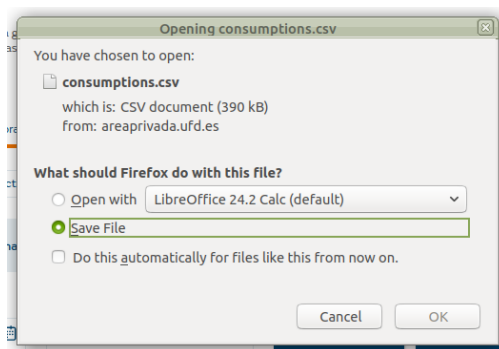 Opening consumptions.csv
You have chosen to open:
consumptions.csv
which is: CSV document (390 kB)
from: areaprivada.ufd.es
What should Firefox do with this file?
Open with LibreOffice 24.2 Calc (default)
Save File
Do this automatically for files like this from now on.
Cancel OK